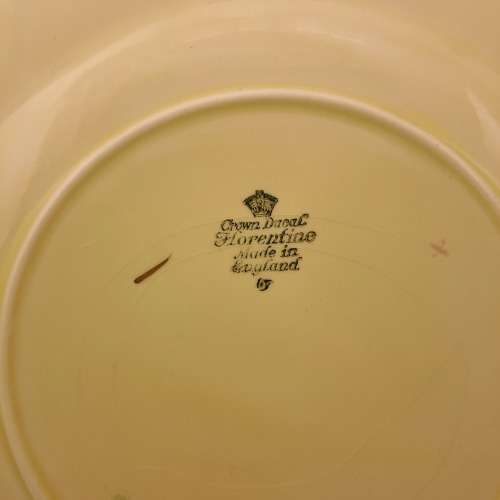 Crown Ducal
Florentine
Made in
England